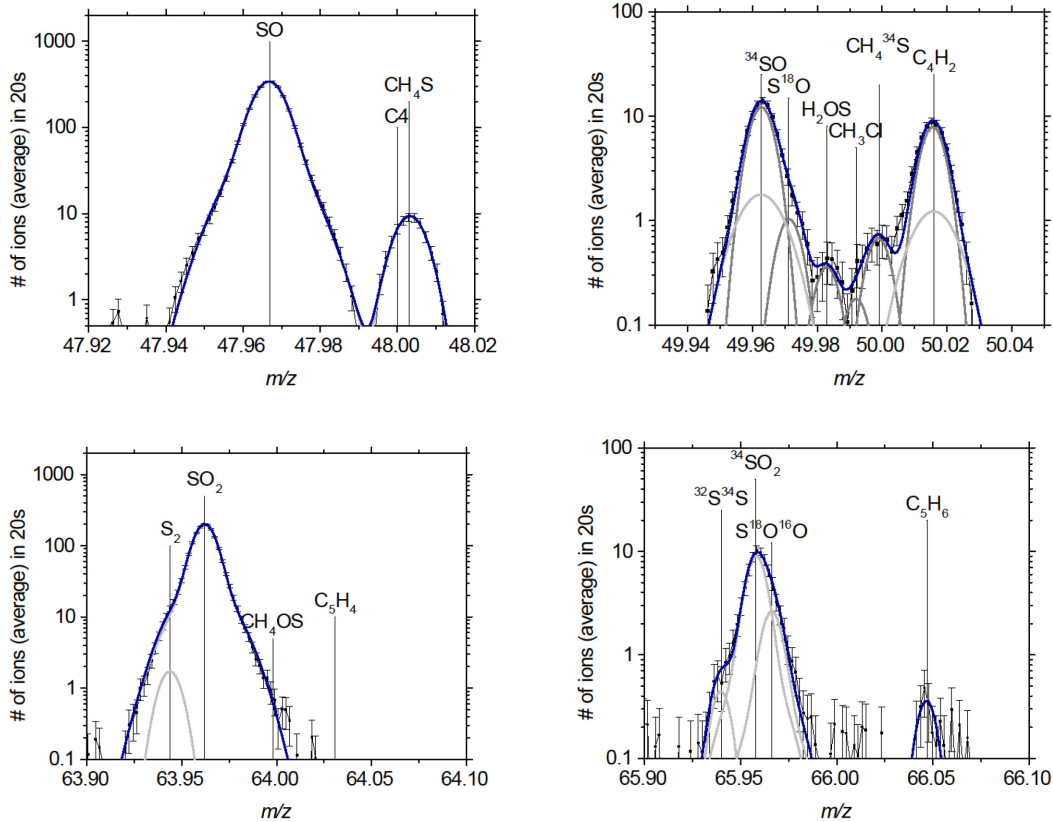 SO
CH₄S
C4
1000
100
10
1
47.92 47.94 47.96 47.98 48.00 48.02
m/z
# of ions (average) in 20s
³⁴SO
S¹⁸O
H₂OS
CH₃Cl
CH₄³⁴S
C₄H₂
100
10
1
0.1
49.94 49.96 49.98 50.00 50.02 50.04
m/z
# of ions (average) in 20s
SO₂
S₂
CH₄OS
C₅H₄
1000
100
10
1
0.1
63.90 63.95 64.00 64.05 64.10
m/z
# of ions (average) in 20s
³⁴SO₂
³²S³⁴S
S¹⁸O¹⁶O
C₅H₆
100
10
1
0.1
65.90 65.95 66.00 66.05 66.10
m/z
# of ions (average) in 20s